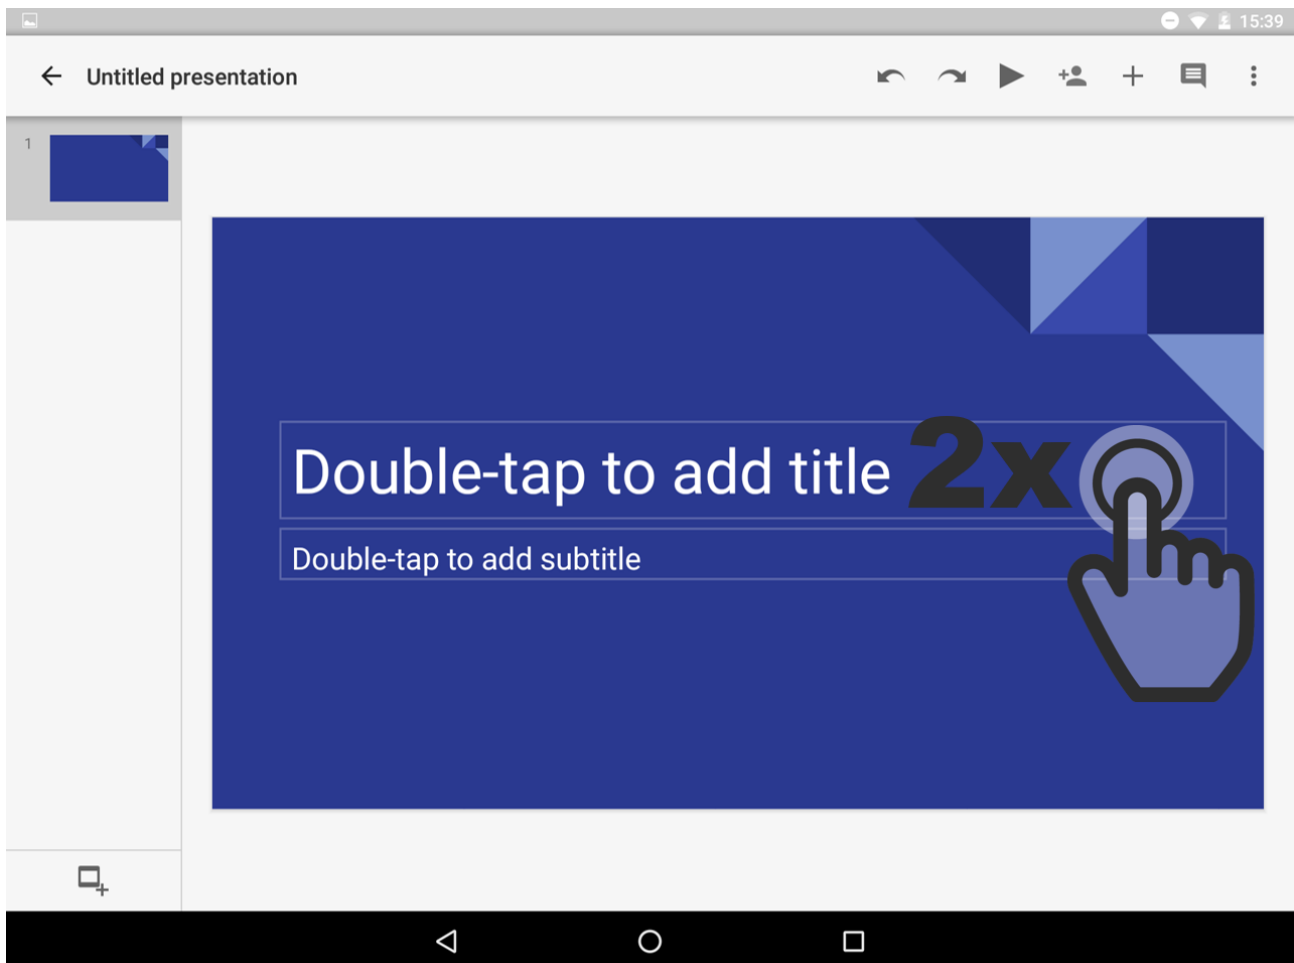 15:39
Untitled presentation
1
Double-tap to add title 2x
Double-tap to add subtitle